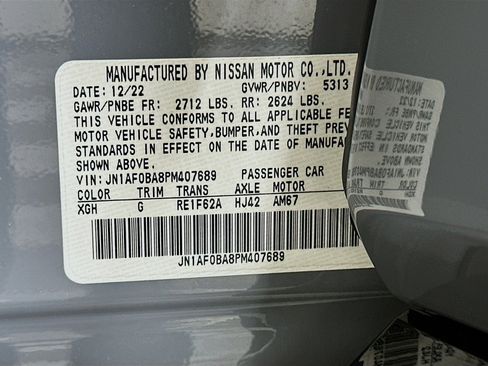 MANUFACTURED BY NISSAN MOTOR CO.,LTD.
DATE: 12/22 GVWR/PNBV: 5313
GAWR/PNBE FR: 2712 LBS. RR: 2624 LBS.
THIS VEHICLE CONFORMS TO ALL APPLICABLE FE
MOTOR VEHICLE SAFETY,BUMPER,AND THEFT PREV
STANDARDS IN EFFECT ON THE DATE OF MANUFAC
SHOWN ABOVE.
VIN: JN1AF0BA8PM407689 PASSENGER CAR
COLOR TRIM TRANS AXLE MOTOR
XGH G RE1F62A HJ42 AM67
JN1AF0BA8PM407689